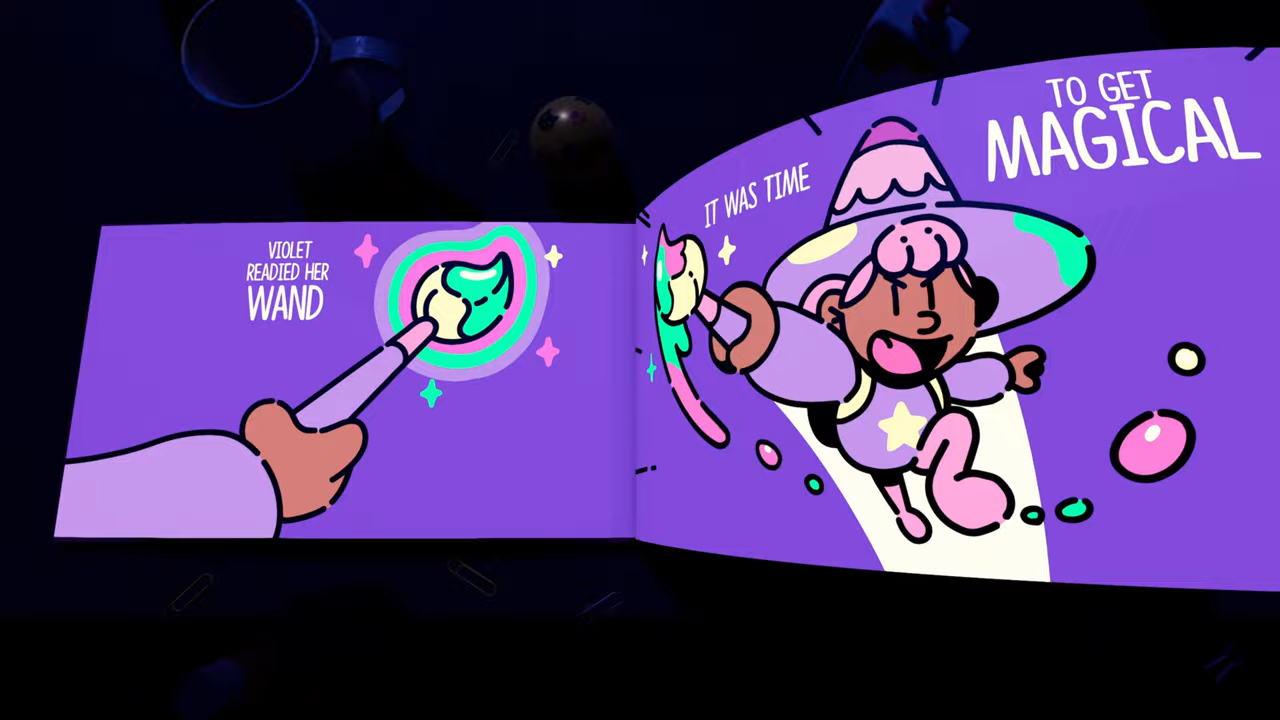 VIOLET
READIED HER
WAND
IT WAS TIME
TO GET
MAGICAL